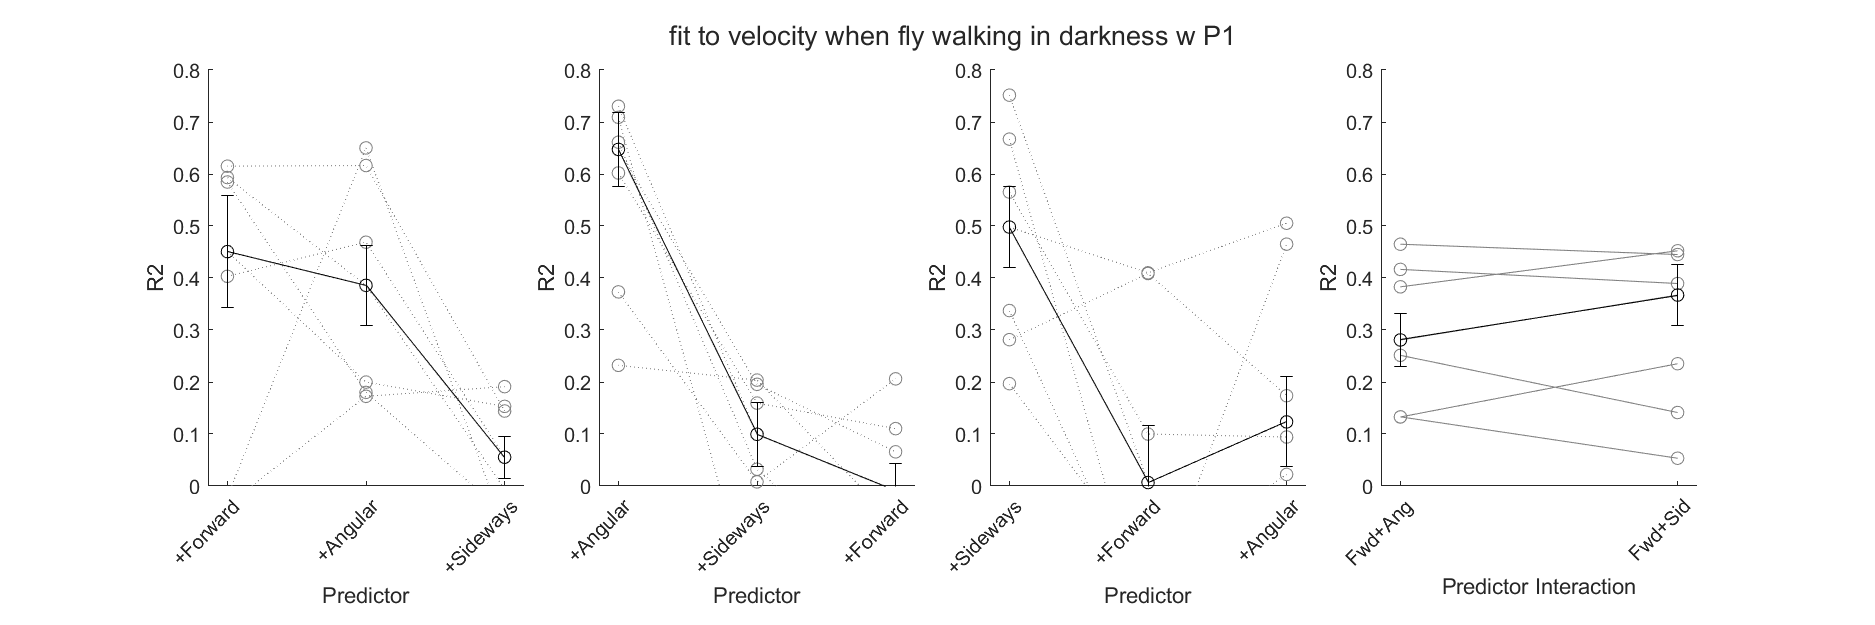 fit to velocity when fly walking in darkness w P1
0.8
0.7
0.6
0.5
0.4
0.3
0.2
0.1
0
R2
+Forward
+Angular
+Sideways
Predictor
0.8
0.7
0.6
0.5
0.4
0.3
0.2
0.1
0
R2
+Angular
+Sideways
+Forward
Predictor
0.8
0.7
0.6
0.5
0.4
0.3
0.2
0.1
0
R2
+Sideways
+Forward
+Angular
Predictor
0.8
0.7
0.6
0.5
0.4
0.3
0.2
0.1
0
R2
Fwd+Ang
Fwd+Sid
Predictor Interaction